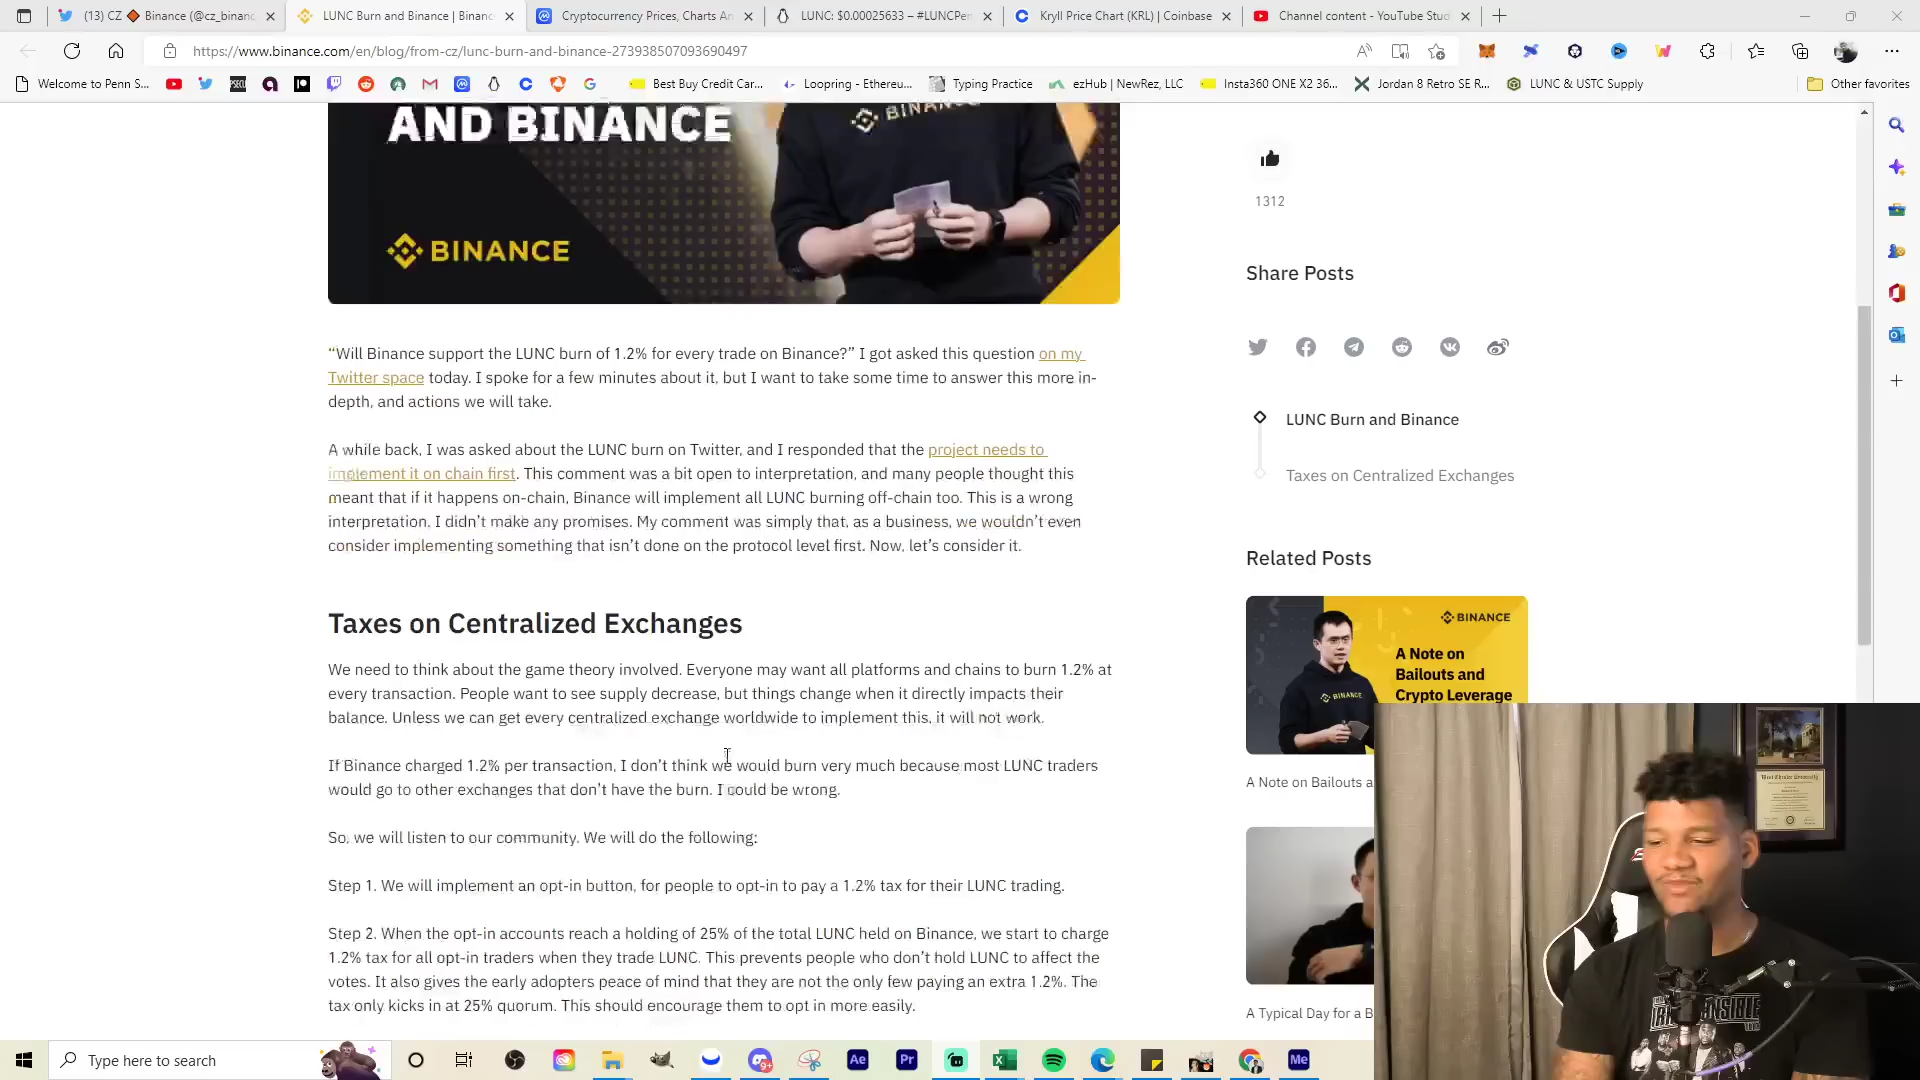 (13) CZ 🔶 Binance (@cz_binanc
LUNC Burn and Binance | Binanc
Cryptocurrency Prices, Charts An
LUNC: $0.00025633 – #LUNCPen
Kryll Price Chart (KRL) | Coinbase
Channel content - YouTube Stud
https://www.binance.com/en/blog/from-cz/lunc-burn-and-binance-273938507093690497
Welcome to Penn S...
Best Buy Credit Car...
Loopring - Ethereu...
Typing Practice
ezHub | NewRez, LLC
Insta360 ONE X2 36...
Jordan 8 Retro SE R...
LUNC & USTC Supply
Other favorites
AND BINANCE
BINANCE
BINANCE
1312
Share Posts
“Will Binance support the LUNC burn of 1.2% for every trade on Binance?” I got asked this question on my
Twitter space today. I spoke for a few minutes about it, but I want to take some time to answer this more in-
depth, and actions we will take.
A while back, I was asked about the LUNC burn on Twitter, and I responded that the project needs to
implement it on chain first. This comment was a bit open to interpretation, and many people thought this
meant that if it happens on-chain, Binance will implement all LUNC burning off-chain too. This is a wrong
interpretation. I didn’t make any promises. My comment was simply that, as a business, we wouldn’t even
consider implementing something that isn’t done on the protocol level first. Now, let’s consider it.
LUNC Burn and Binance
Taxes on Centralized Exchanges
Related Posts
BINANCE
A Note on
Bailouts and
Crypto Leverage
BINANCE
A Note on Bailouts a
A Typical Day for a B
Taxes on Centralized Exchanges
We need to think about the game theory involved. Everyone may want all platforms and chains to burn 1.2% at
every transaction. People want to see supply decrease, but things change when it directly impacts their
balance. Unless we can get every centralized exchange worldwide to implement this, it will not work.
If Binance charged 1.2% per transaction, I don’t think we would burn very much because most LUNC traders
would go to other exchanges that don’t have the burn. I could be wrong.
So, we will listen to our community. We will do the following:
Step 1. We will implement an opt-in button, for people to opt-in to pay a 1.2% tax for their LUNC trading.
Step 2. When the opt-in accounts reach a holding of 25% of the total LUNC held on Binance, we start to charge
1.2% tax for all opt-in traders when they trade LUNC. This prevents people who don’t hold LUNC to affect the
votes. It also gives the early adopters peace of mind that they are not the only few paying an extra 1.2%. The
tax only kicks in at 25% quorum. This should encourage them to opt in more easily.
Type here to search
9+
Ae
Pr
Me